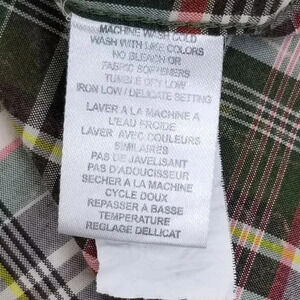 MACHINE WASH COLD
WASH WITH LIKE COLORS
NO BLEACH OR
FABRIC SOFTENERS
TUMBLE DRY LOW
IRON LOW / DELICATE SETTING
LAVER A LA MACHINE A
L'EAU FROIDE
LAVER AVEC COULEURS
SIMILAIRES
PAS DE JAVELISANT
PAS D'ADOUCISSEUR
SECHER A LA MACHINE
CYCLE DOUX
REPASSER A BASSE
TEMPERATURE
REGLAGE DELLICAT